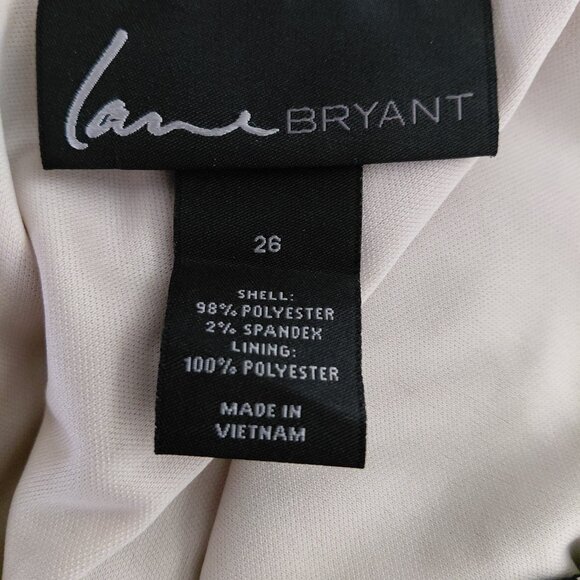 Lane BRYANT
26
SHELL:
98% POLYESTER
2% SPANDEX
LINING:
100% POLYESTER
MADE IN
VIETNAM